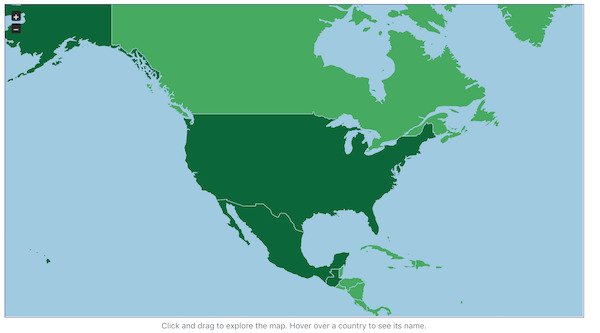 +
−
Click and drag to explore the map. Hover over a country to see its name.